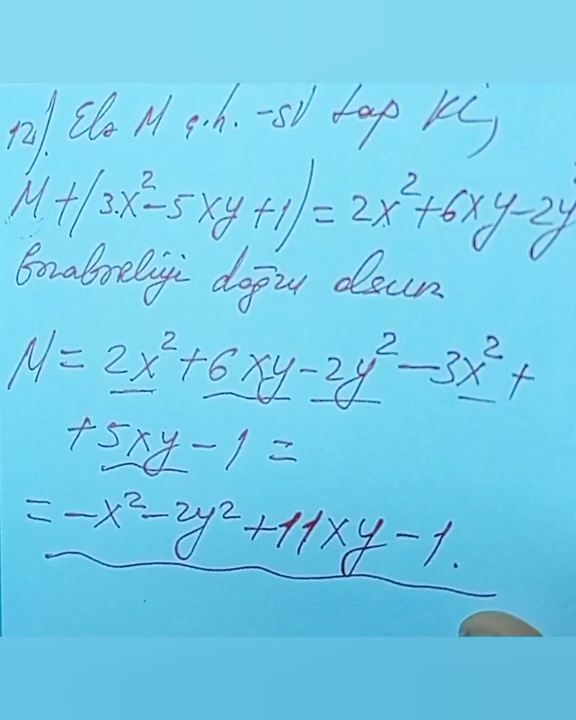 12). Elə M ç.h. -si tap ki,
M+(3x²-5xy+1)=2x²+6xy-2y²
bərabərliyi doğru olsun
M=2x²+6xy-2y²-3x²+
+5xy-1=
=-x²-2y²+11xy-1.